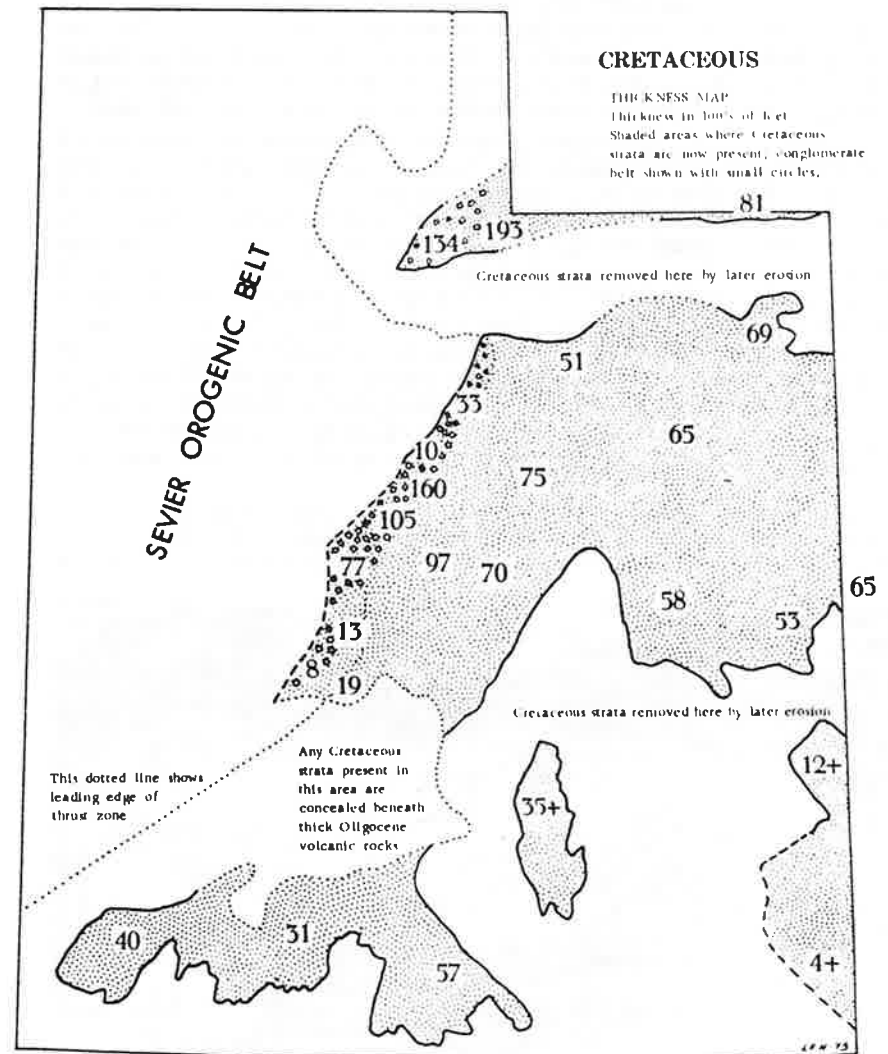 CRETACEOUS
THICKNESS MAP
Thickness in 100's of feet
Shaded areas where Cretaceous
strata are now present, conglomerate
belt shown with small circles.
81
193
134
Cretaceous strata removed here by later erosion
SEVIER OROGENIC BELT
69
51
33
65
10
75
160
105
97
70
77
65
58
53
13
8
19
Cretaceous strata removed here by later erosion
Any Cretaceous
strata present in
this area are
concealed beneath
thick Oligocene
volcanic rocks
This dotted line shows
leading edge of
thrust zone
12+
35+
40
31
57
4+